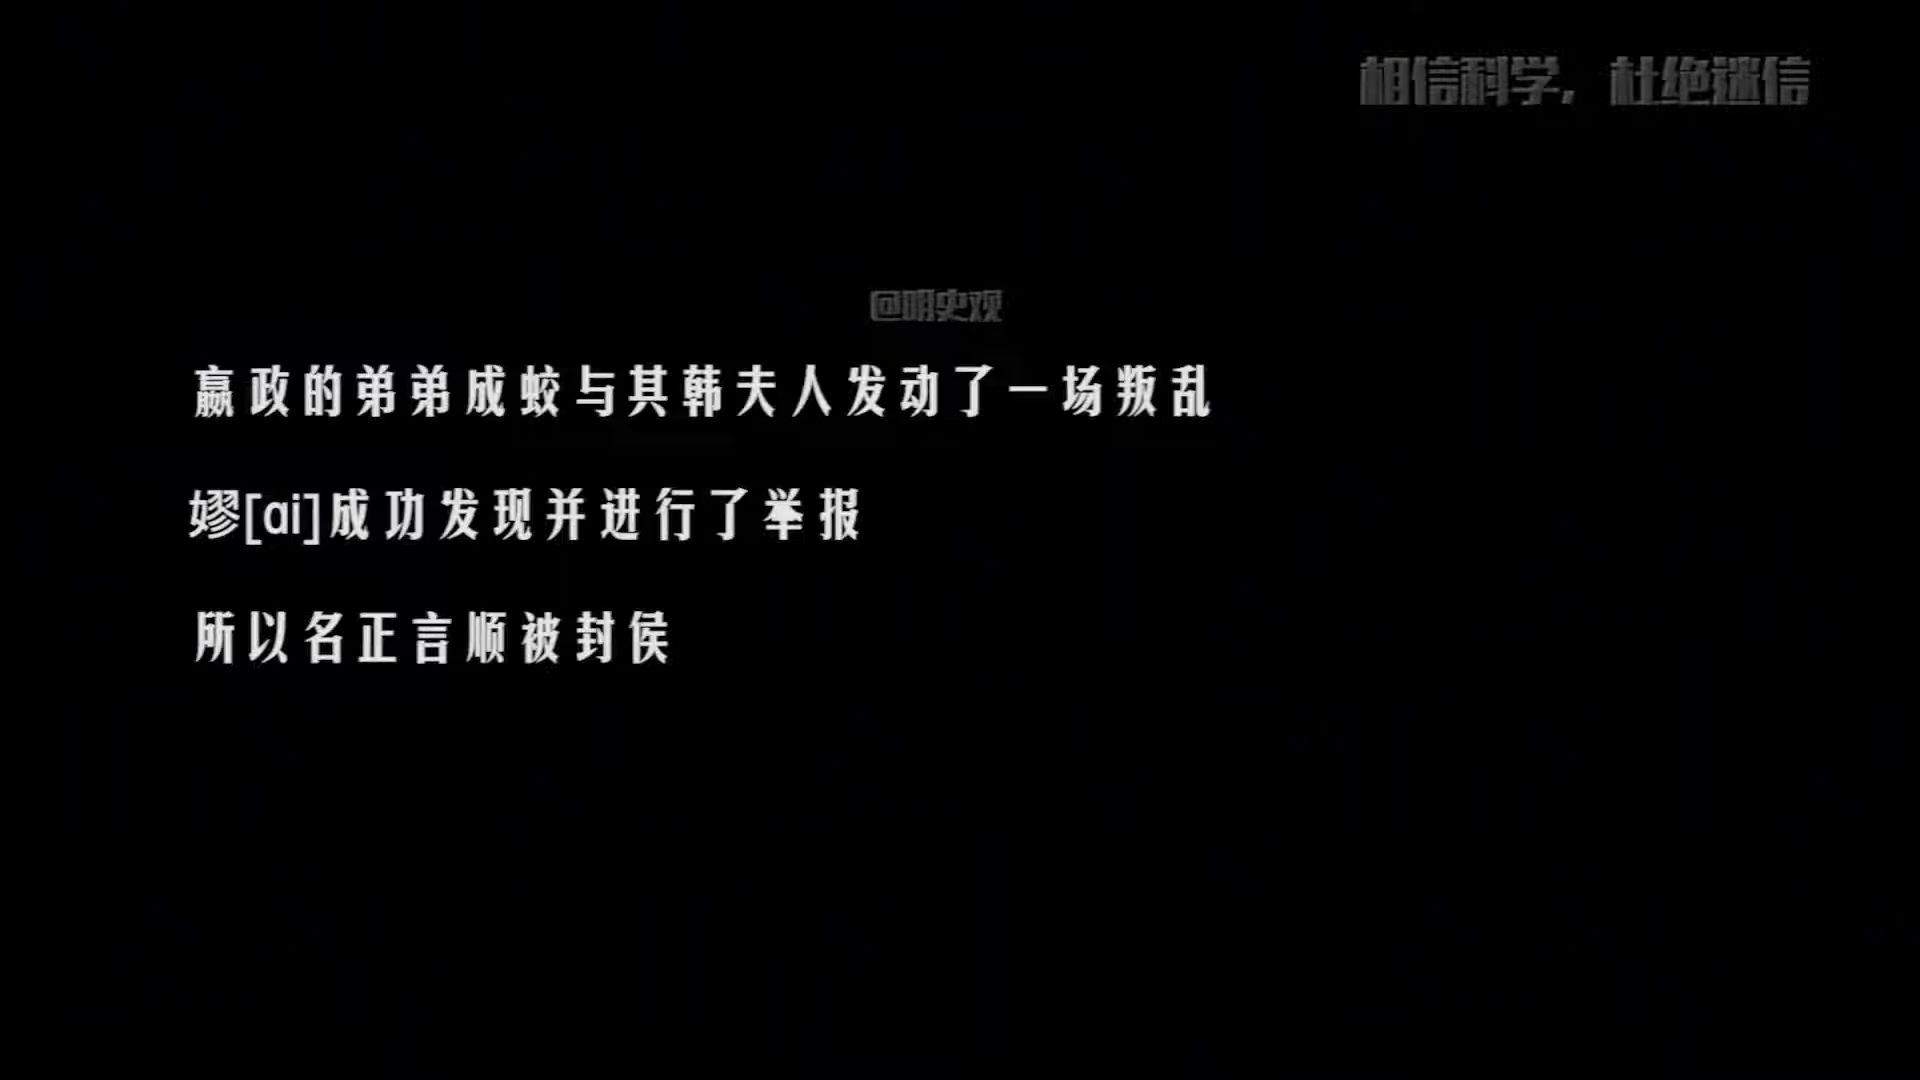 相信科学，杜绝迷信
@明史观
嬴政的弟弟成蛟与其韩夫人发动了一场叛乱
嫪[ai]成功发现并进行了举报
所以名正言顺被封侯